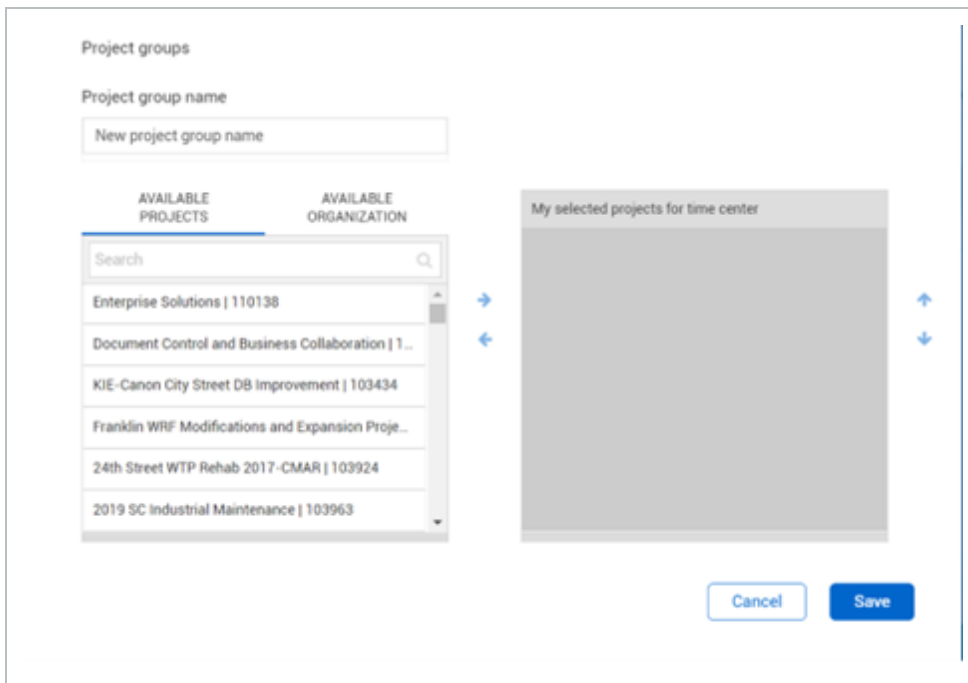 Project groups
Project group name
New project group name
AVAILABLE PROJECTS
AVAILABLE ORGANIZATION
My selected projects for time center
Search
Enterprise Solutions | 110138
Document Control and Business Collaboration | 1...
KIE-Canon City Street DB Improvement | 103434
Franklin WRF Modifications and Expansion Proje...
24th Street WTP Rehab 2017-CMAR | 103924
2019 SC Industrial Maintenance | 103963
Cancel
Save